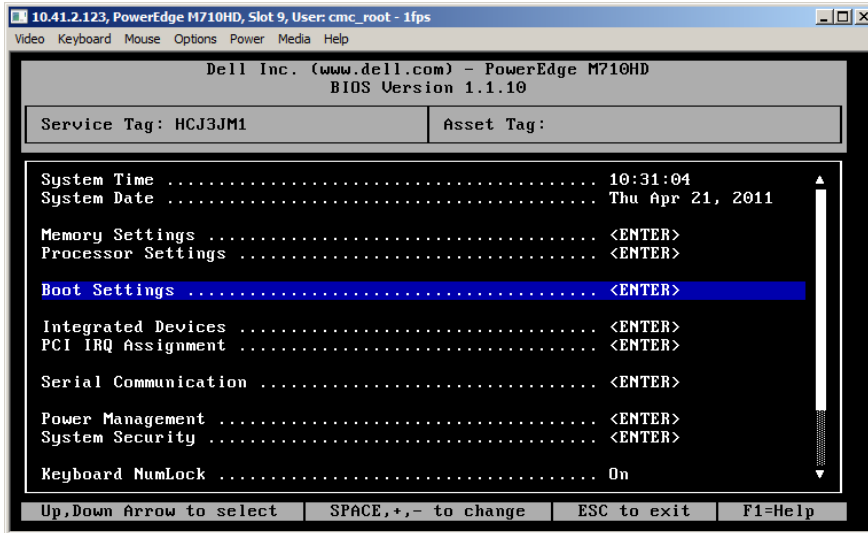 10.41.2.123, PowerEdge M710HD, Slot 9, User: cmc_root - 1fps
Video Keyboard Mouse Options Power Media Help
Dell Inc. (www.dell.com) - PowerEdge M710HD
BIOS Version 1.1.10
Service Tag: HCJ3JM1 Asset Tag:
System Time .......................................... 10:31:04
System Date .......................................... Thu Apr 21, 2011
Memory Settings ...................................... <ENTER>
Processor Settings ................................... <ENTER>
Boot Settings ........................................ <ENTER>
Integrated Devices ................................... <ENTER>
PCI IRQ Assignment ................................... <ENTER>
Serial Communication ................................. <ENTER>
Power Management ..................................... <ENTER>
System Security ...................................... <ENTER>
Keyboard NumLock ..................................... On
Up,Down Arrow to select SPACE,+,- to change ESC to exit F1=Help